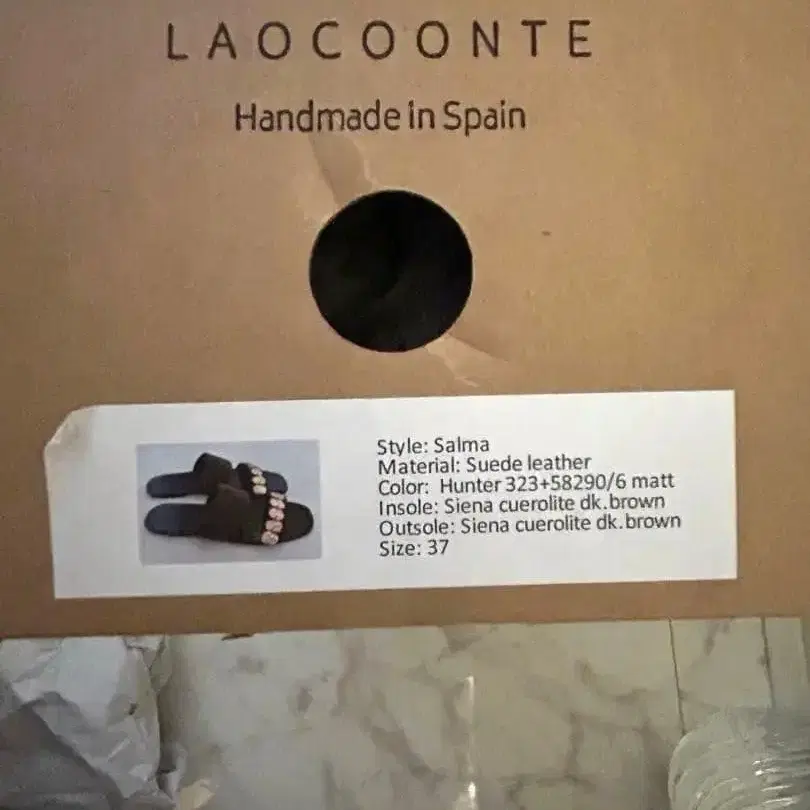 LAOCOONTE
Handmade in Spain
Style: Salma
Material: Suede leather
Color: Hunter 323+58290/6 matt
Insole: Siena cuerolite dk.brown
Outsole: Siena cuerolite dk.brown
Size: 37